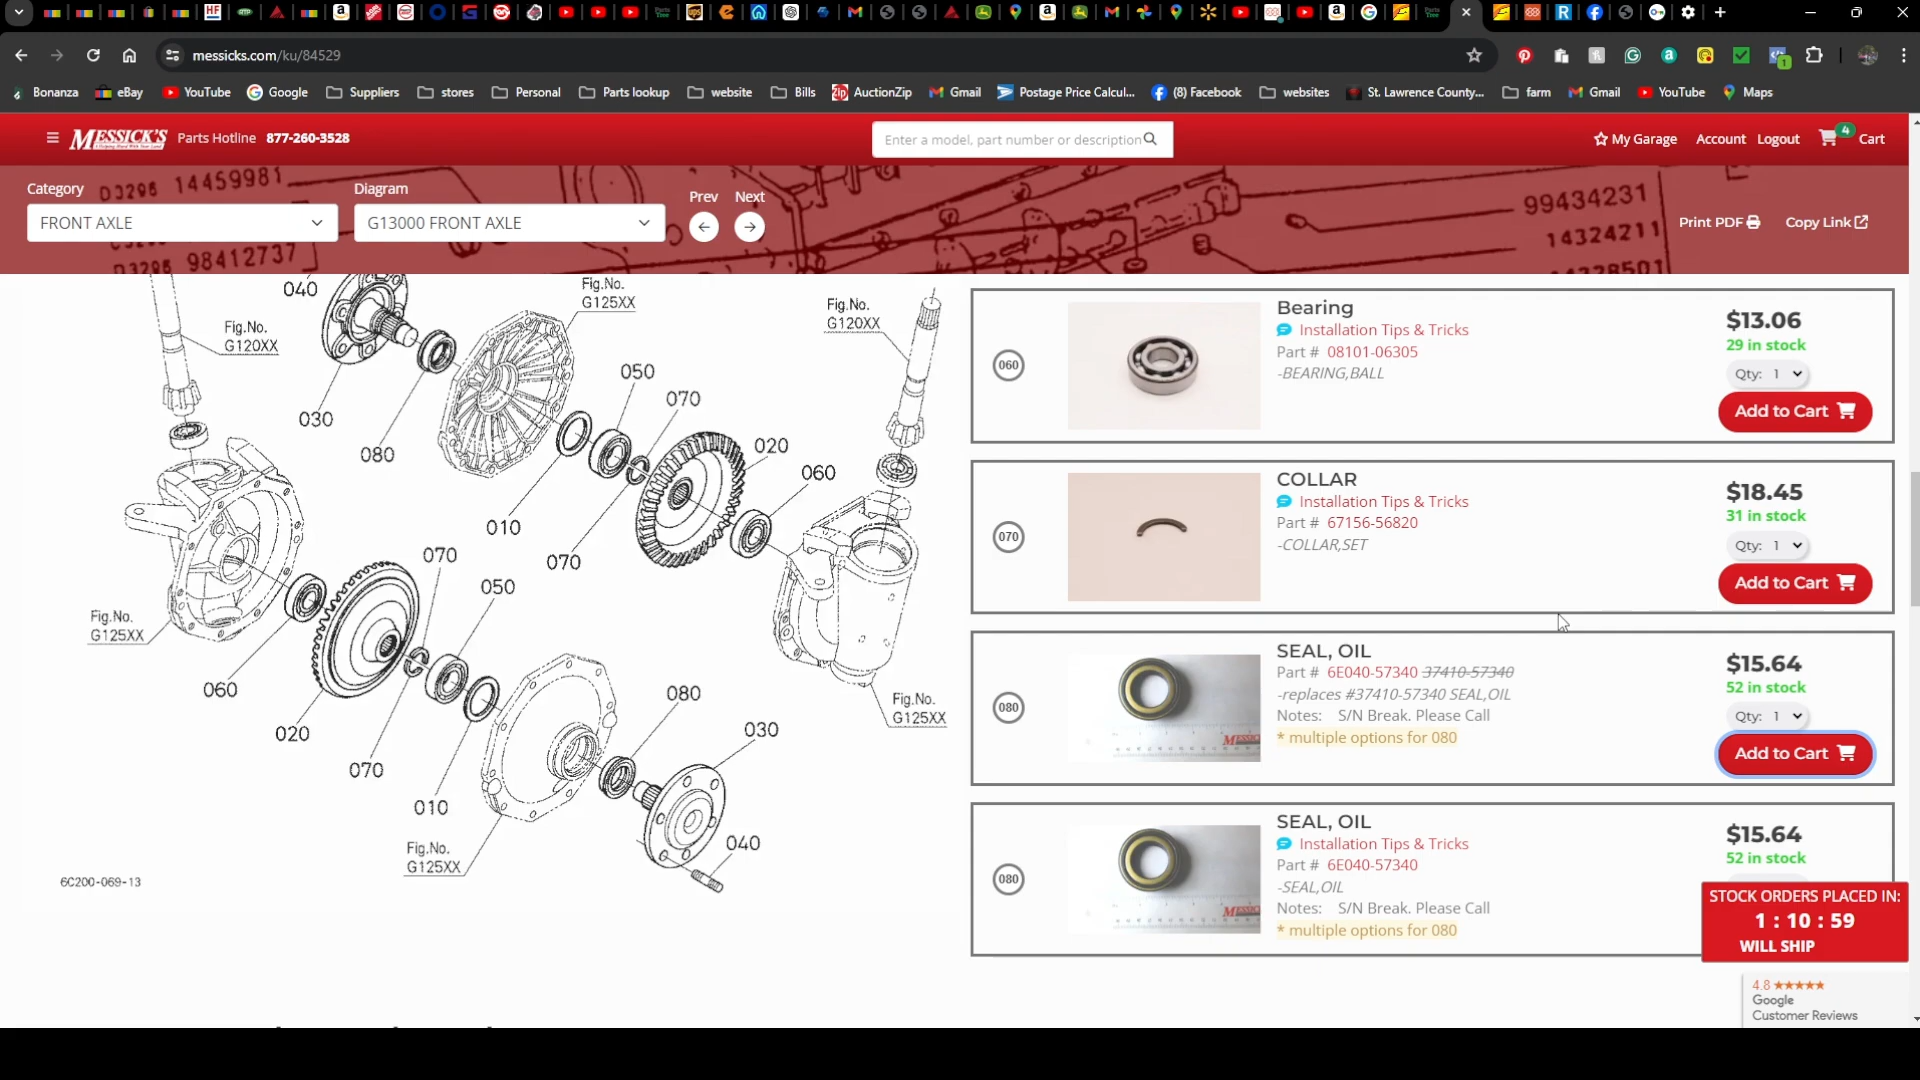 messicks.com/ku/84529
Bonanza eBay YouTube Google Suppliers stores Personal Parts lookup website Bills AuctionZip Gmail Postage Price Calcul... (8) Facebook websites St. Lawrence County... farm Gmail YouTube Maps
MESSICK'S Parts Hotline 877-260-3528
Enter a model, part number or description
My Garage Account Logout 4 Cart
Category
FRONT AXLE
Diagram
G13000 FRONT AXLE
Prev Next
Print PDF Copy Link
D3296 14459981
D3296 98412737
99434231
14324211
14328501
040
Fig.No.
G125XX
Fig.No.
G120XX
Fig.No.
G120XX
030
080
050
070
020
060
010
070
070
050
Fig.No.
G125XX
060
020
070
010
080
030
Fig.No.
G125XX
Fig.No.
G125XX
040
6C200-069-13
060
Bearing
Installation Tips & Tricks
Part # 08101-06305
-BEARING,BALL
$13.06
29 in stock
Qty: 1
Add to Cart
070
COLLAR
Installation Tips & Tricks
Part # 67156-56820
-COLLAR,SET
$18.45
31 in stock
Qty: 1
Add to Cart
080
SEAL, OIL
Part # 6E040-57340 37410-57340
-replaces #37410-57340 SEAL,OIL
Notes: S/N Break. Please Call
* multiple options for 080
$15.64
52 in stock
Qty: 1
Add to Cart
080
SEAL, OIL
Installation Tips & Tricks
Part # 6E040-57340
-SEAL,OIL
Notes: S/N Break. Please Call
* multiple options for 080
$15.64
52 in stock
STOCK ORDERS PLACED IN:
1 : 10 : 59
WILL SHIP
4.8 ★★★★★
Google
Customer Reviews